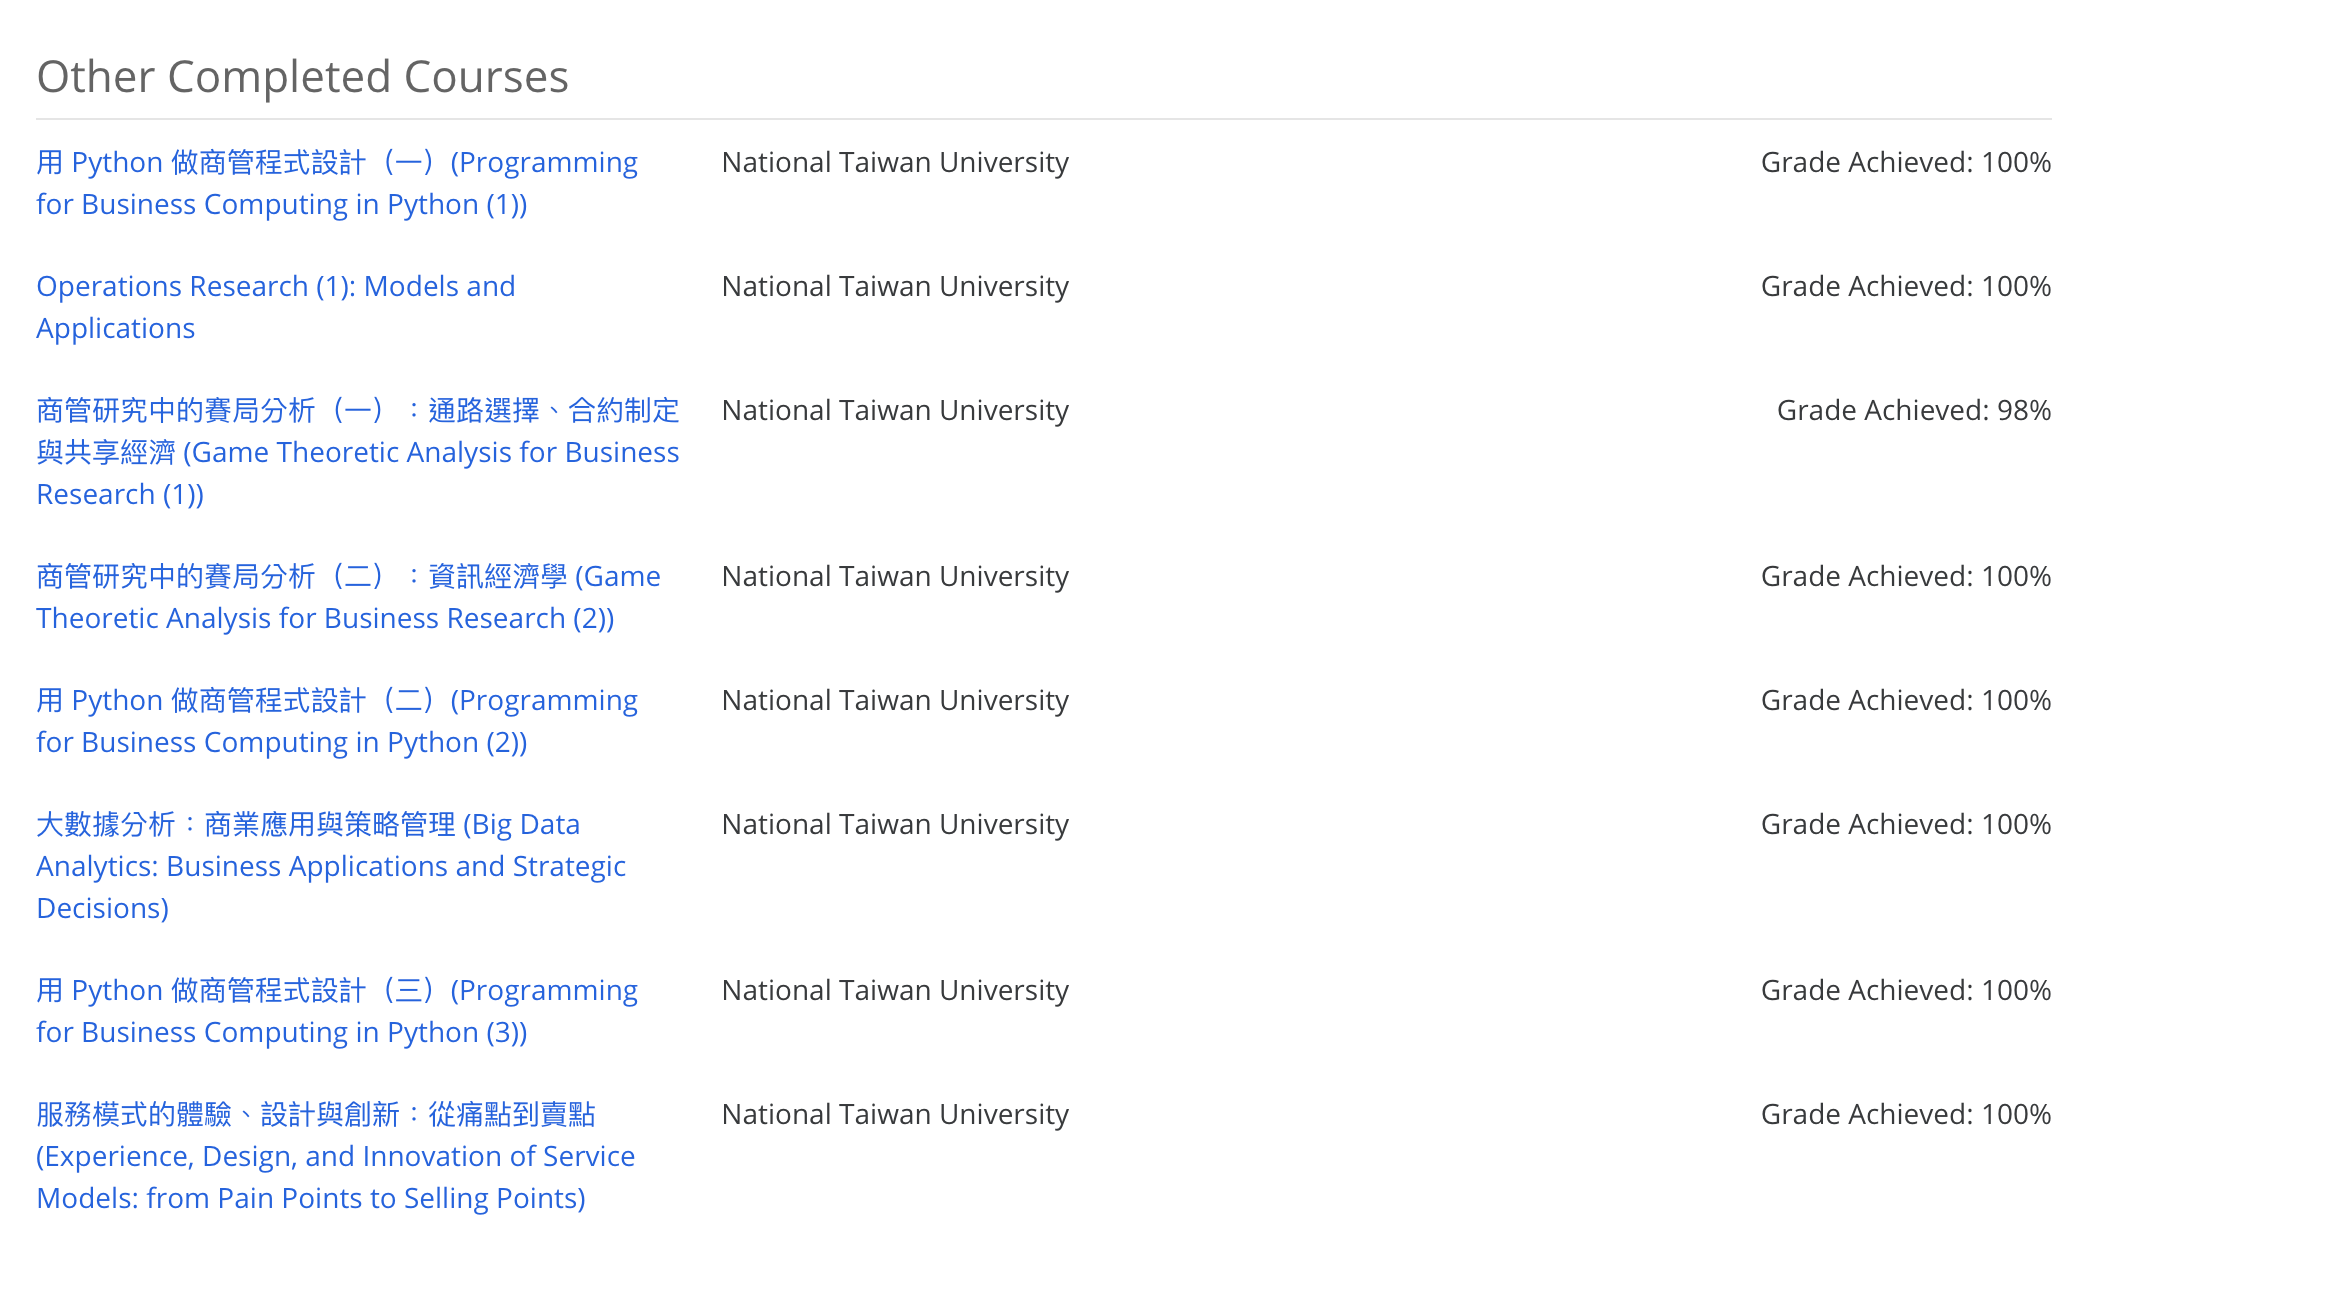 Other Completed Courses
用 Python 做商管程式設計（一）(Programming
for Business Computing in Python (1))
National Taiwan University
Grade Achieved: 100%
Operations Research (1): Models and
Applications
National Taiwan University
Grade Achieved: 100%
商管研究中的賽局分析（一）：通路選擇、合約制定
與共享經濟 (Game Theoretic Analysis for Business
Research (1))
National Taiwan University
Grade Achieved: 98%
商管研究中的賽局分析（二）：資訊經濟學 (Game
Theoretic Analysis for Business Research (2))
National Taiwan University
Grade Achieved: 100%
用 Python 做商管程式設計（二）(Programming
for Business Computing in Python (2))
National Taiwan University
Grade Achieved: 100%
大數據分析：商業應用與策略管理 (Big Data
Analytics: Business Applications and Strategic
Decisions)
National Taiwan University
Grade Achieved: 100%
用 Python 做商管程式設計（三）(Programming
for Business Computing in Python (3))
National Taiwan University
Grade Achieved: 100%
服務模式的體驗、設計與創新：從痛點到賣點
(Experience, Design, and Innovation of Service
Models: from Pain Points to Selling Points)
National Taiwan University
Grade Achieved: 100%